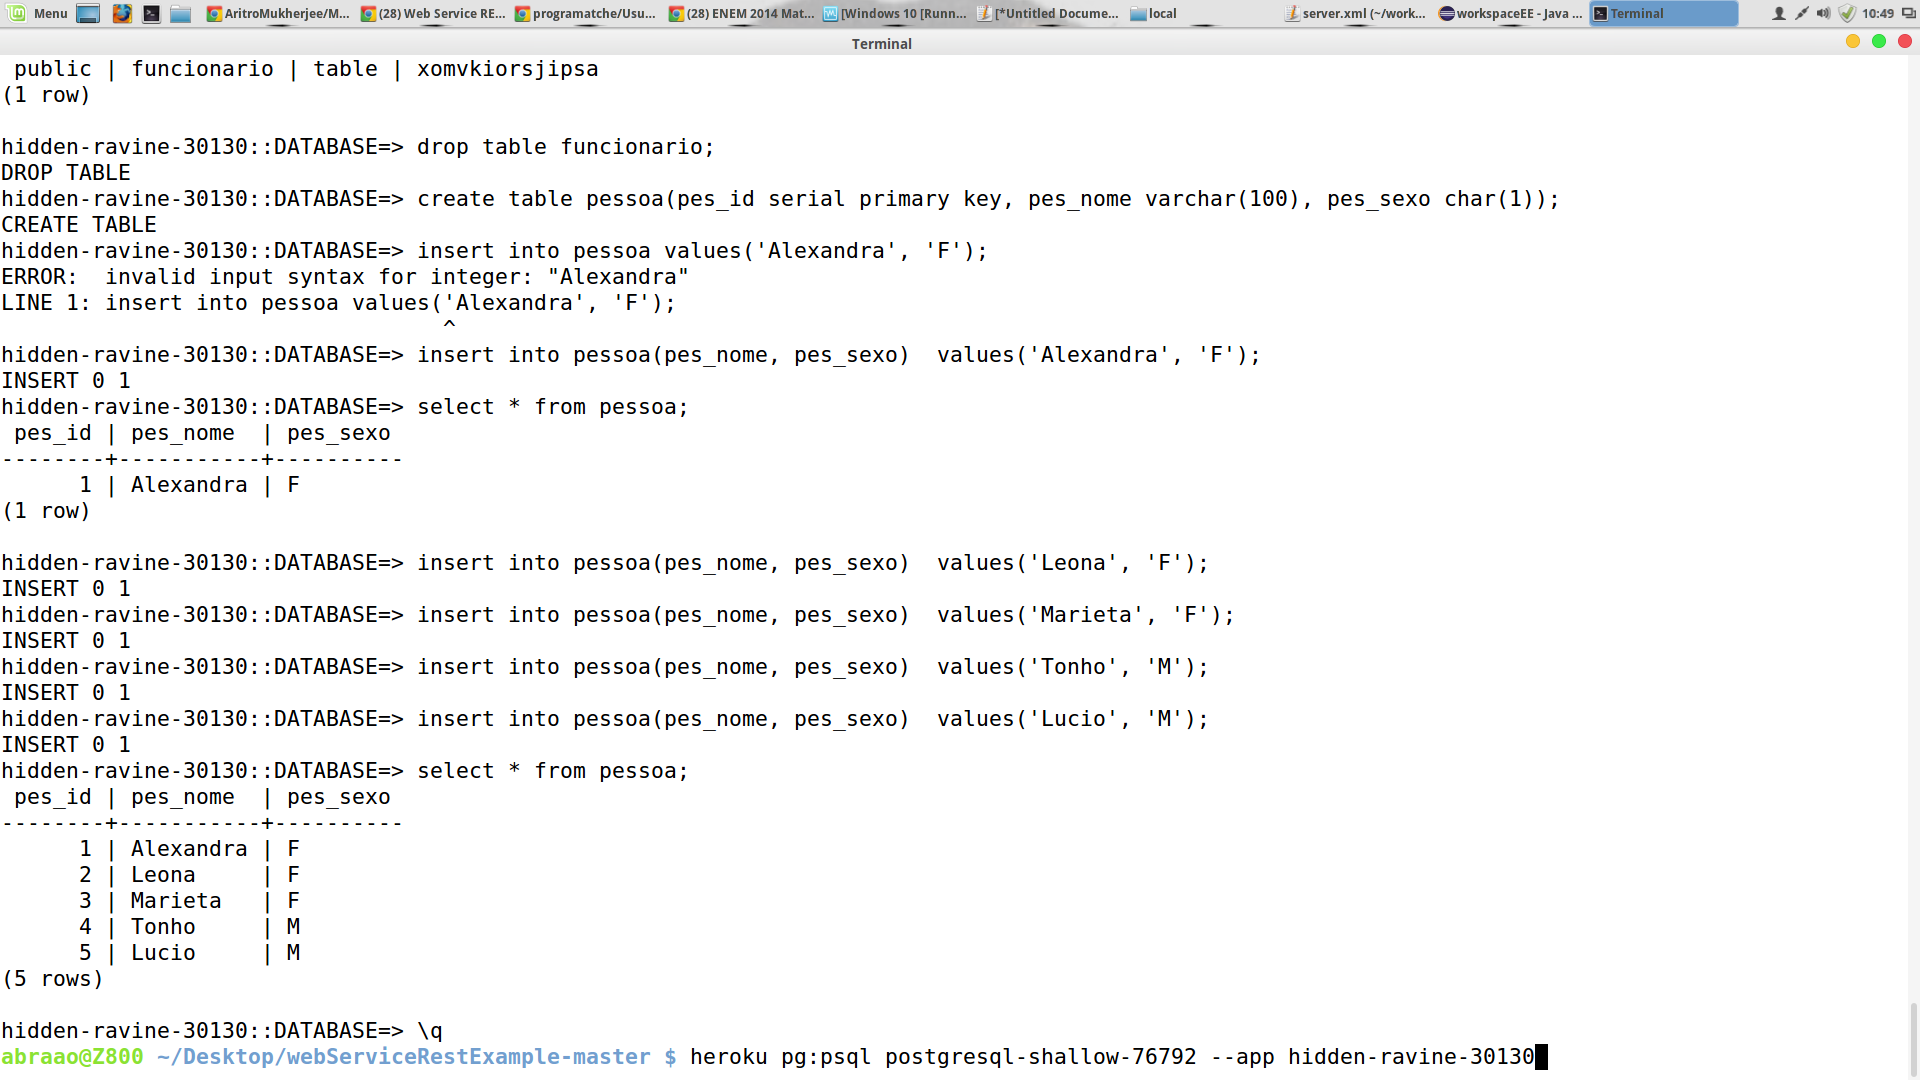 Menu AritroMukherjee/M... (28) Web Service RE... programatche/Usu... (28) ENEM 2014 Mat... [Windows 10 [Runn... [*Untitled Docume... local server.xml (~/work... workspaceEE - Java ... Terminal 10:49
Terminal
 public | funcionario | table | xomvkiorsjipsa
(1 row)
hidden-ravine-30130::DATABASE=> drop table funcionario;
DROP TABLE
hidden-ravine-30130::DATABASE=> create table pessoa(pes_id serial primary key, pes_nome varchar(100), pes_sexo char(1));
CREATE TABLE
hidden-ravine-30130::DATABASE=> insert into pessoa values('Alexandra', 'F');
ERROR:  invalid input syntax for integer: "Alexandra"
LINE 1: insert into pessoa values('Alexandra', 'F');
                                  ^
hidden-ravine-30130::DATABASE=> insert into pessoa(pes_nome, pes_sexo)  values('Alexandra', 'F');
INSERT 0 1
hidden-ravine-30130::DATABASE=> select * from pessoa;
 pes_id | pes_nome  | pes_sexo
--------+-----------+----------
      1 | Alexandra | F
(1 row)
hidden-ravine-30130::DATABASE=> insert into pessoa(pes_nome, pes_sexo)  values('Leona', 'F');
INSERT 0 1
hidden-ravine-30130::DATABASE=> insert into pessoa(pes_nome, pes_sexo)  values('Marieta', 'F');
INSERT 0 1
hidden-ravine-30130::DATABASE=> insert into pessoa(pes_nome, pes_sexo)  values('Tonho', 'M');
INSERT 0 1
hidden-ravine-30130::DATABASE=> insert into pessoa(pes_nome, pes_sexo)  values('Lucio', 'M');
INSERT 0 1
hidden-ravine-30130::DATABASE=> select * from pessoa;
 pes_id | pes_nome  | pes_sexo
--------+-----------+----------
      1 | Alexandra | F
      2 | Leona     | F
      3 | Marieta   | F
      4 | Tonho     | M
      5 | Lucio     | M
(5 rows)
hidden-ravine-30130::DATABASE=> \q
abraao@Z800 ~/Desktop/webServiceRestExample-master $ heroku pg:psql postgresql-shallow-76792 --app hidden-ravine-30130